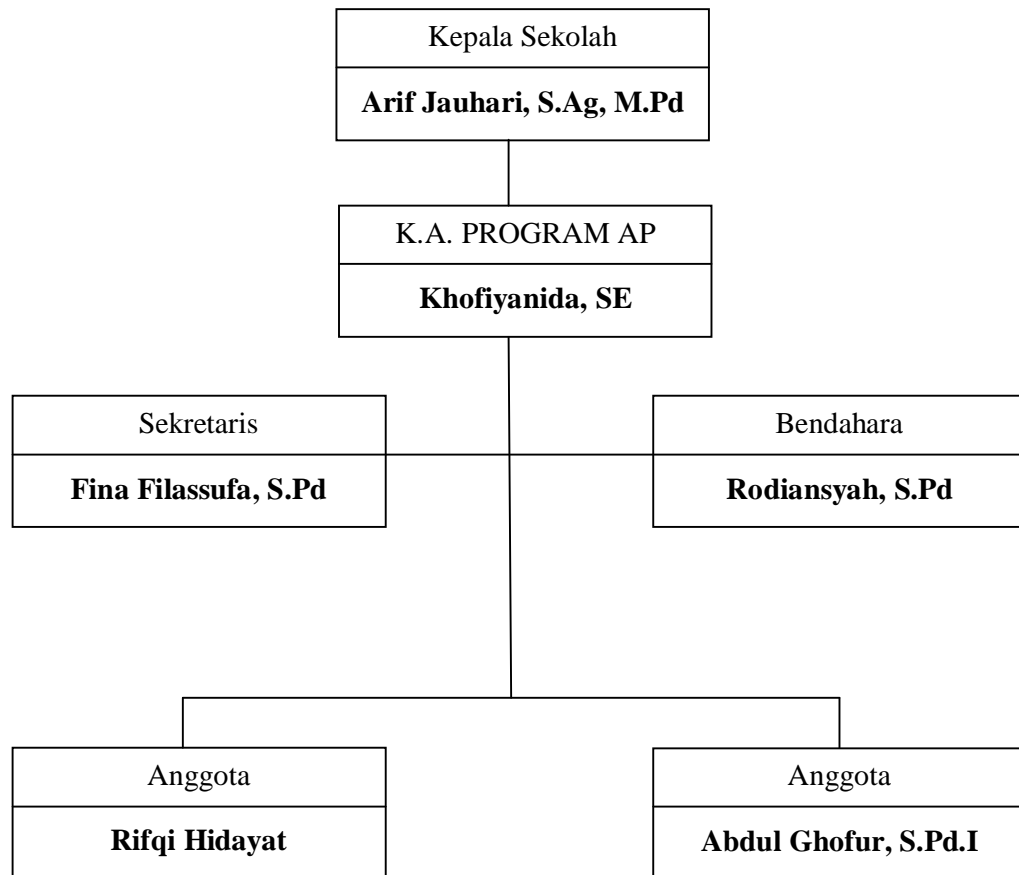 Kepala Sekolah
Arif Jauhari, S.Ag, M.Pd
K.A. PROGRAM AP
Khofiyanida, SE
Sekretaris
Fina Filassufa, S.Pd
Bendahara
Rodiansyah, S.Pd
Anggota
Rifqi Hidayat
Anggota
Abdul Ghofur, S.Pd.I